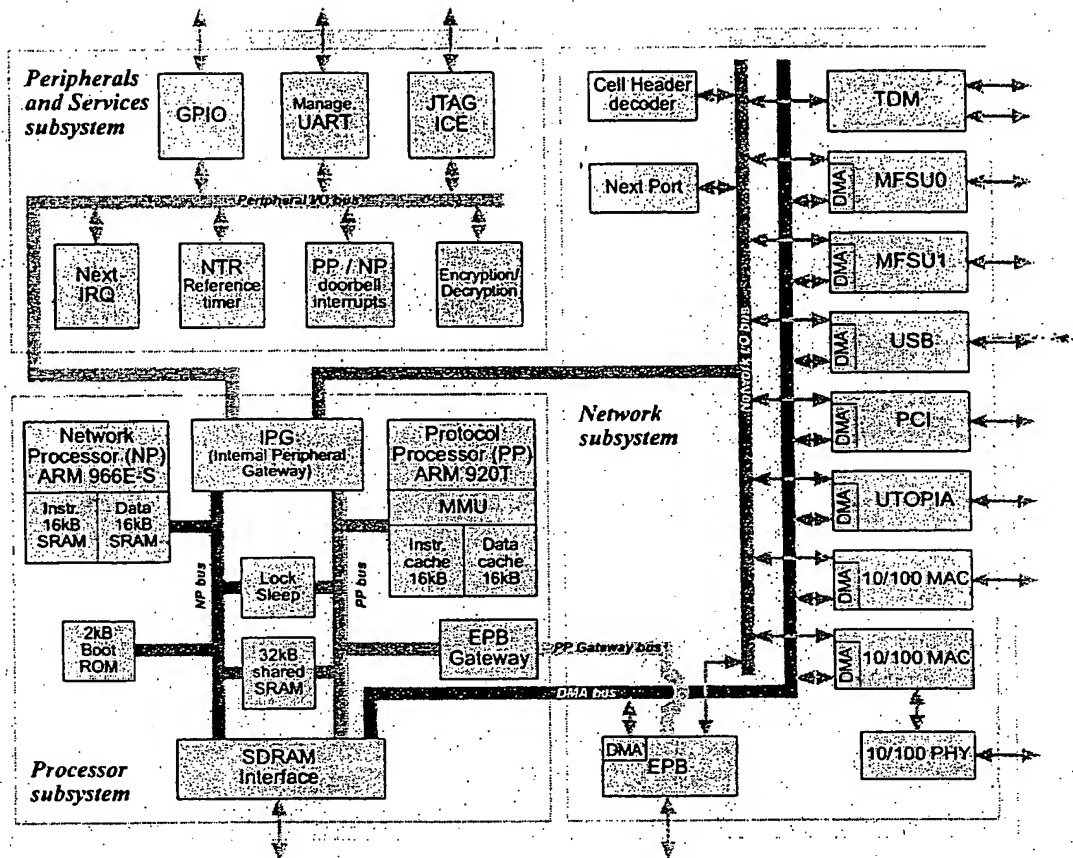 Peripherals
and Services
subsystem
GPIO
Manage.
UART
JTAG
ICE
Peripheral I/O bus
Next
IRQ
NTR
Reference
timer
PP / NP
doorbell
interrupts
Encryption/
Decryption
Cell Header
decoder
Next Port
Network I/O bus
TDM
DMA
MFSU0
DMA
MFSU1
DMA
USB
DMA
PCI
DMA
UTOPIA
DMA
10/100 MAC
DMA
10/100 MAC
10/100 PHY
Network
subsystem
Network
Processor (NP)
ARM 966E-S
Instr.
16kB
SRAM
Data
16kB
SRAM
IPG
(Internal Peripheral
Gateway)
Protocol
Processor (PP)
ARM 920T
MMU
Instr.
cache
16kB
Data
cache
16kB
NP bus
PP bus
Lock
Sleep
2kB
Boot
ROM
32kB
shared
SRAM
EPB
Gateway
PP Gateway bus
DMA bus
SDRAM
Interface
DMA
EPB
Processor
subsystem